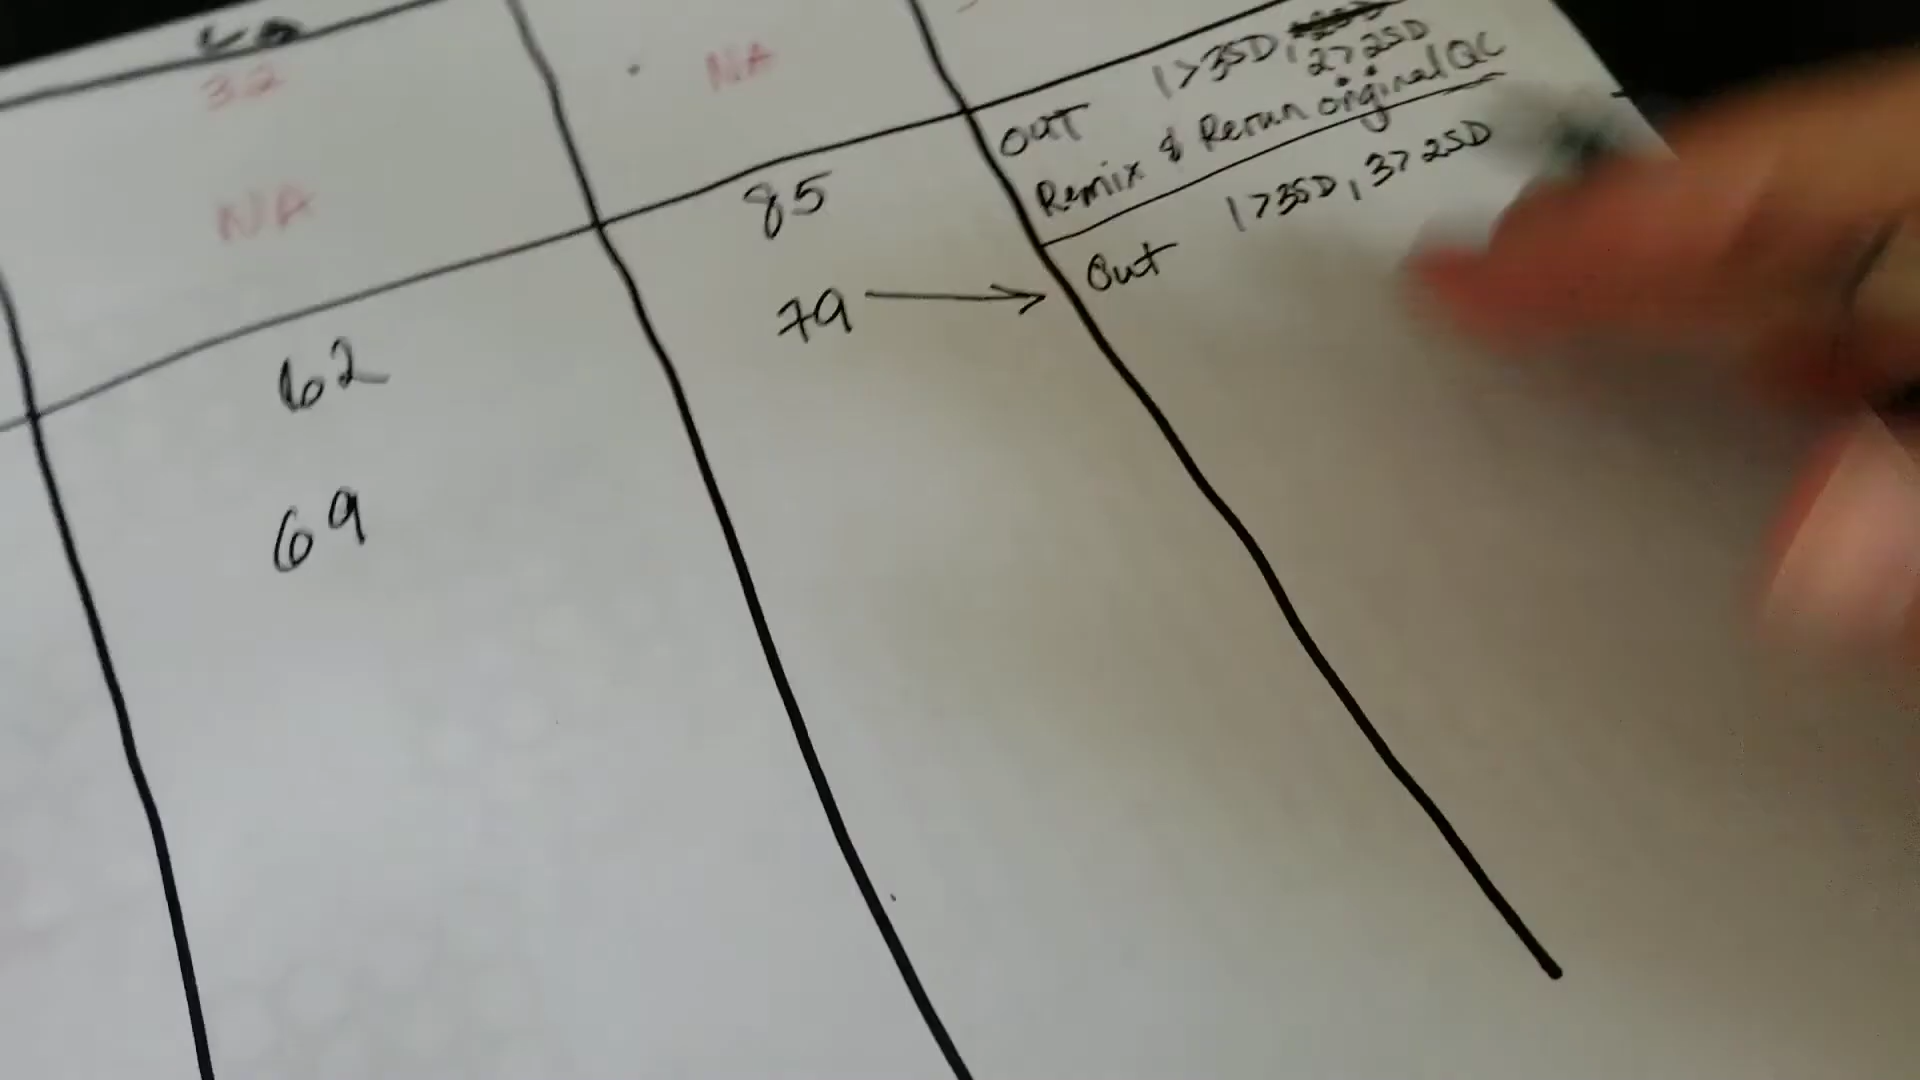 32
NA
NA
62
69
85
79
OUT 1>3SD,
2>2SD
Remix & Rerun original QC
Out 1>3SD, 3>2SD